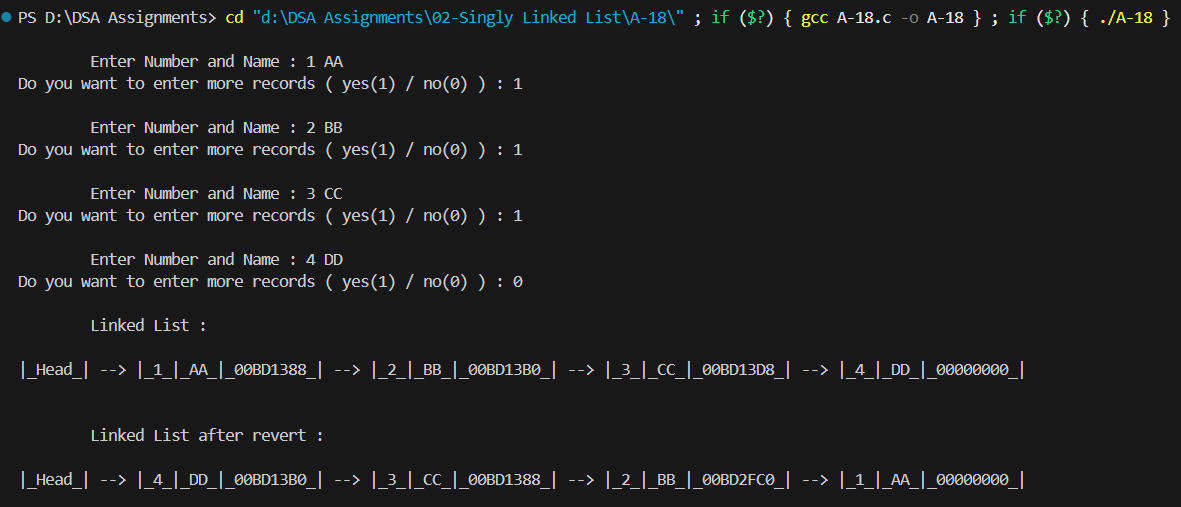 PS D:\DSA Assignments> cd "d:\DSA Assignments\02-Singly Linked List\A-18\" ; if ($?) { gcc A-18.c -o A-18 } ; if ($?) { ./A-18 }
Enter Number and Name : 1 AA
Do you want to enter more records ( yes(1) / no(0) ) : 1
Enter Number and Name : 2 BB
Do you want to enter more records ( yes(1) / no(0) ) : 1
Enter Number and Name : 3 CC
Do you want to enter more records ( yes(1) / no(0) ) : 1
Enter Number and Name : 4 DD
Do you want to enter more records ( yes(1) / no(0) ) : 0
Linked List :
|_Head_| --> |_1_|_AA_|_00BD1388_| --> |_2_|_BB_|_00BD13B0_| --> |_3_|_CC_|_00BD13D8_| --> |_4_|_DD_|_00000000_|
Linked List after revert :
|_Head_| --> |_4_|_DD_|_00BD13B0_| --> |_3_|_CC_|_00BD1388_| --> |_2_|_BB_|_00BD2FC0_| --> |_1_|_AA_|_00000000_|